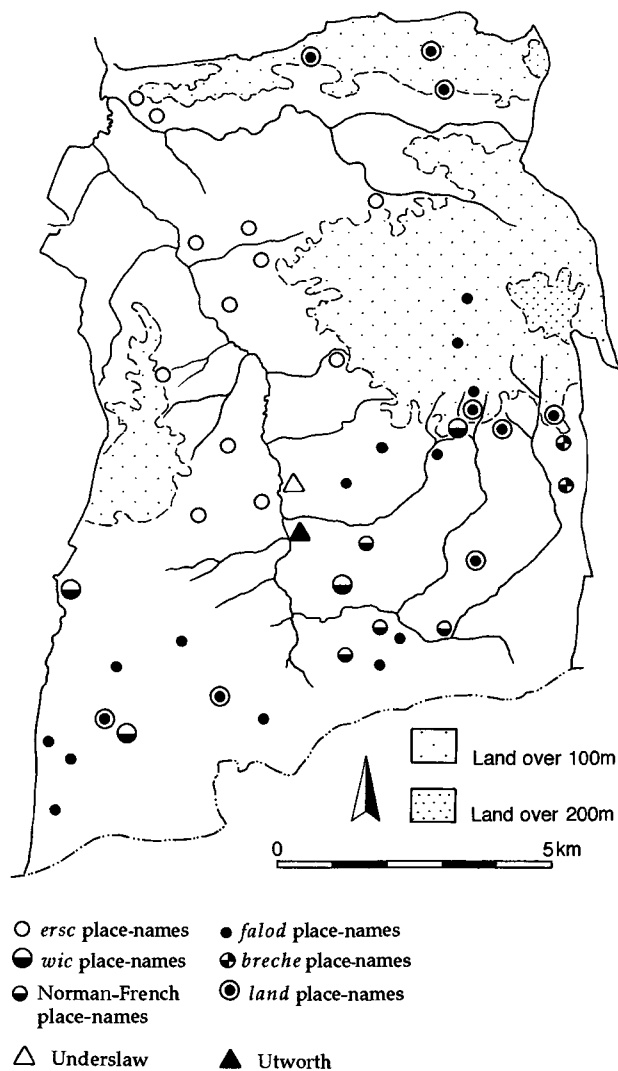 Land over 100m
Land over 200m
0 5km
ersc place-names
falod place-names
wic place-names
breche place-names
Norman-French
place-names
land place-names
Underslaw
Utworth